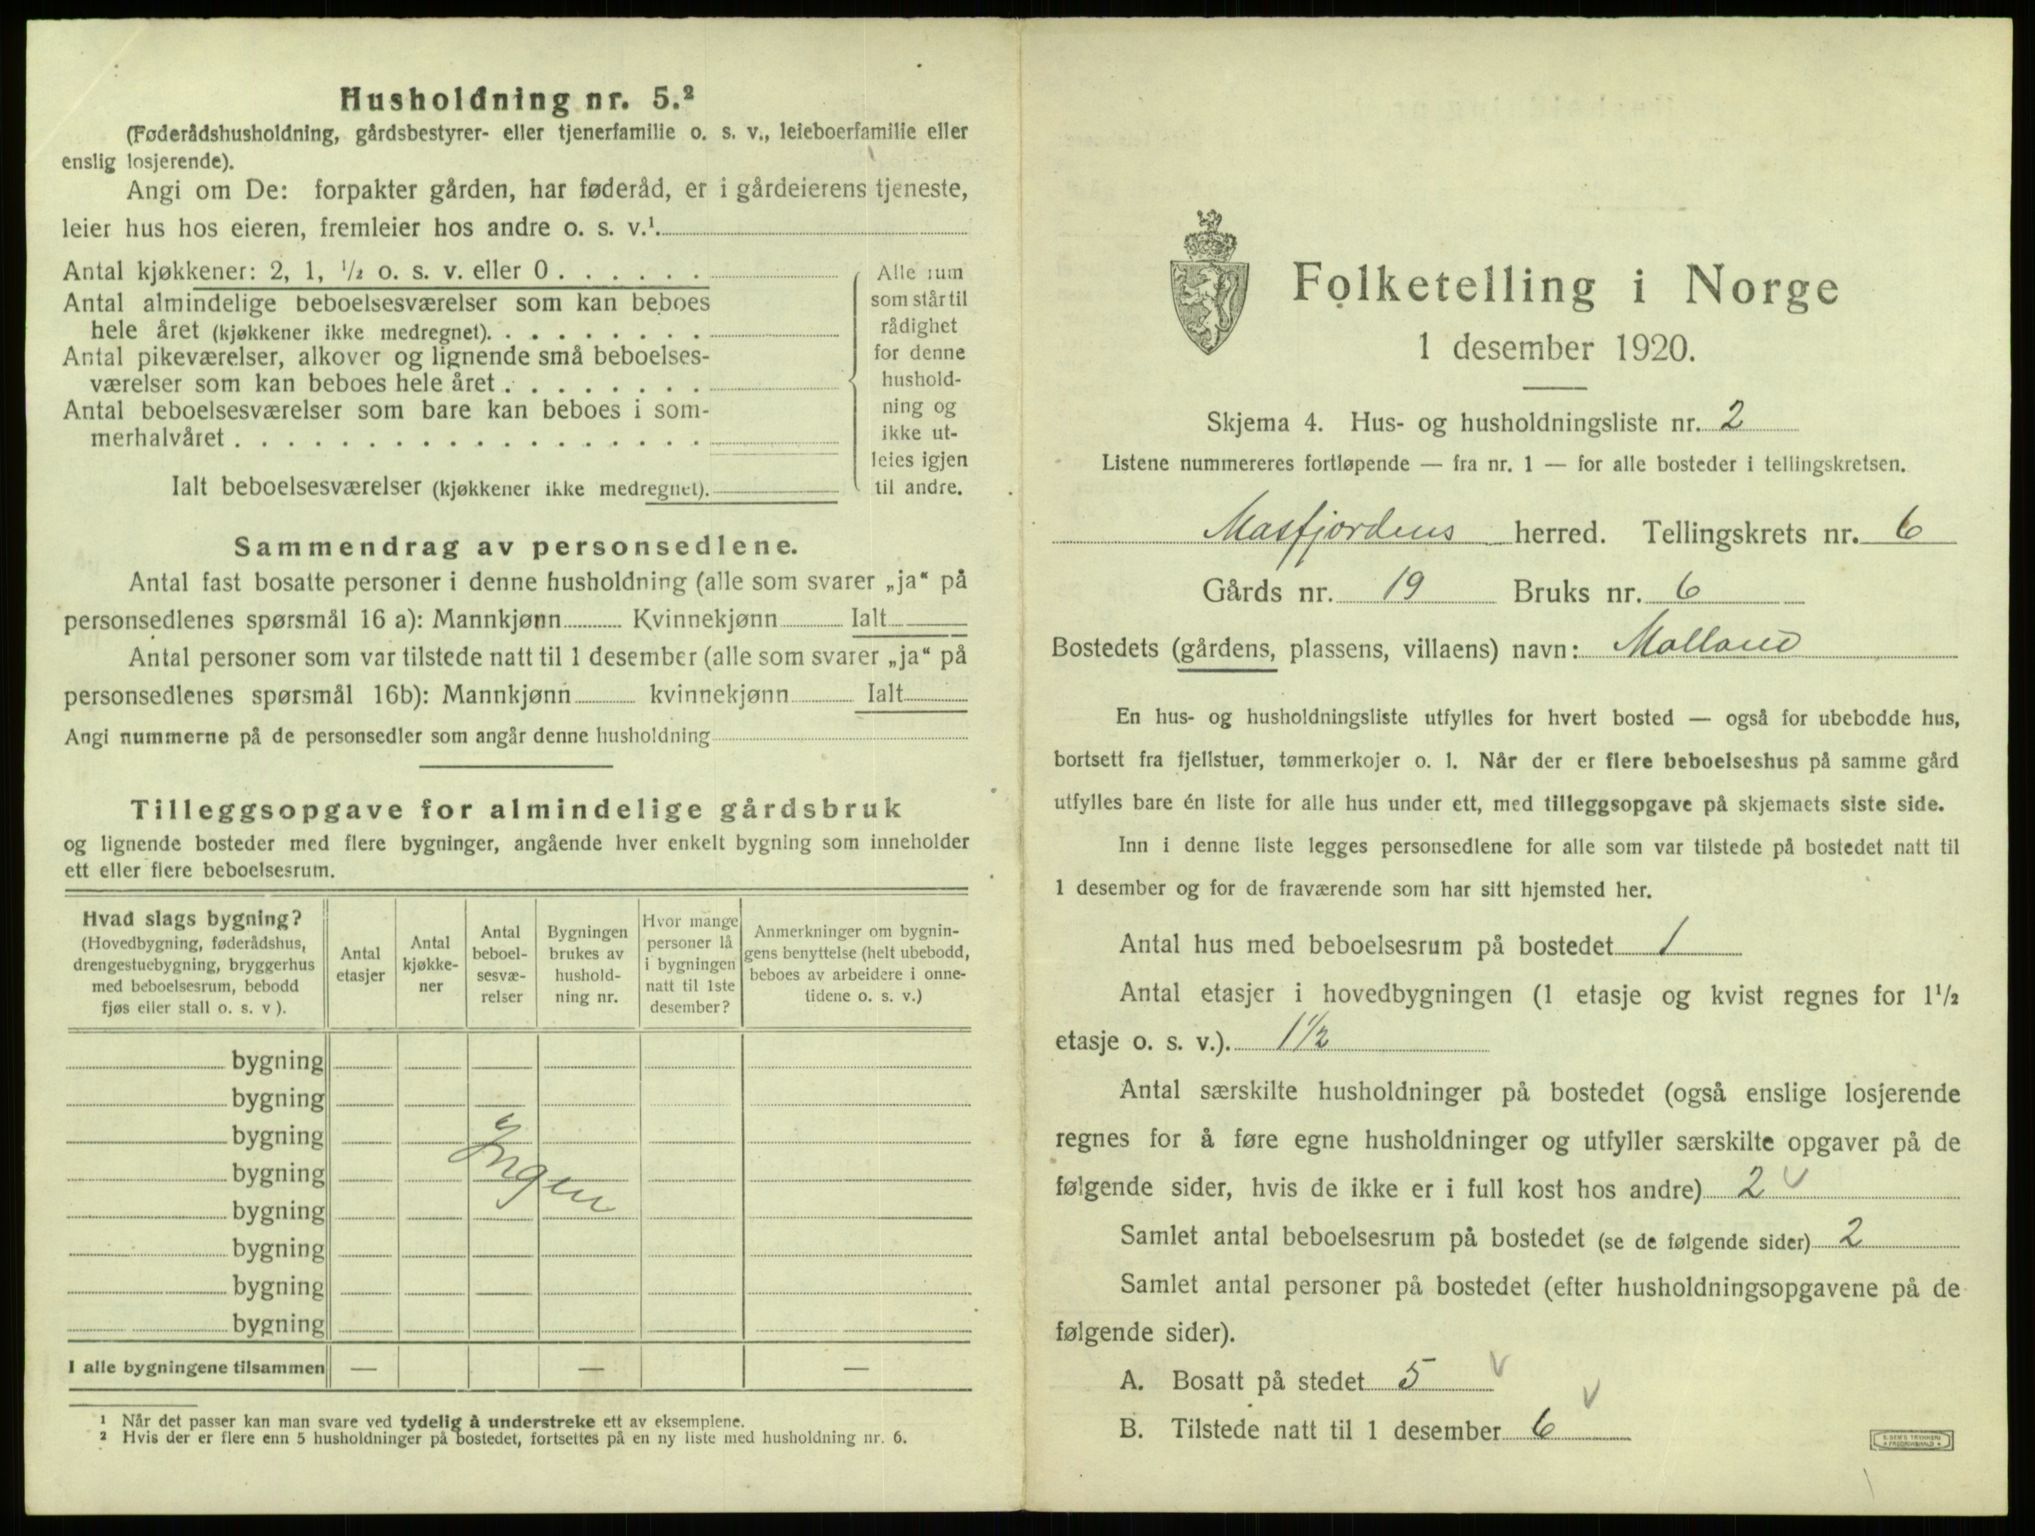 Husholdning nr. 5.²
(Føderådshusholdning, gårdsbestyrer- eller tjenerfamilie o. s. v., leieboerfamilie eller
enslig losjerende).
Angi om De: forpakter gården, har føderåd, er i gårdeierens tjeneste,
leier hus hos eieren, fremleier hos andre o. s. v.¹.
Antal kjøkkener: 2, 1, ½ o. s. v. eller 0 . . . . . .
Antal almindelige beboelsesværelser som kan beboes
hele året (kjøkkener ikke medregnet). . . . . . . . .
Antal pikeværelser, alkover og lignende små beboelses-
værelser som kan beboes hele året . . . . . . . .
Antal beboelsesværelser som bare kan beboes i som-
merhalvåret . . . . . . . . . . . . . . . . . .
Ialt beboelsesværelser (kjøkkener ikke medregnet).
Alle rum
som står til
rådighet
for denne
hushold-
ning og
ikke ut-
leies igjen
til andre.
Sammendrag av personsedlene.
Antal fast bosatte personer i denne husholdning (alle som svarer „ja“ på
personsedlenes spørsmål 16 a): Mannkjønn Kvinnekjønn Ialt
Antal personer som var tilstede natt til 1 desember (alle som svarer „ja“ på
personsedlenes spørsmål 16b): Mannkjønn kvinnekjønn Ialt
Angi nummerne på de personsedler som angår denne husholdning
Tilleggsopgave for almindelige gårdsbruk
og lignende bosteder med flere bygninger, angående hver enkelt bygning som inneholder
ett eller flere beboelsesrum.
Hvad slags bygning?
(Hovedbygning, føderådshus,
drengestuebygning, bryggerhus
med beboelsesrum, bebodd
fjøs eller stall o. s. v ).
Antal
etasjer
Antal
kjøkke-
ner
Antal
beboel-
sesvæ-
relser
Bygningen
brukes av
hushold-
ning nr.
Hvor mange
personer lå
i bygningen
natt til 1ste
desember?
Anmerkninger om bygnin-
gens benyttelse (helt ubebodd,
beboes av arbeidere i onne-
tidene o. s. v.)
bygning
bygning
bygning
bygning
bygning
bygning
bygning
bygning
Yngen
I alle bygningene tilsammen — — —
¹ Når det passer kan man svare ved tydelig å understreke ett av eksemplene.
² Hvis der er flere enn 5 husholdninger på bostedet, fortsettes på en ny liste med husholdning nr. 6.
Folketelling i Norge
1 desember 1920.
Skjema 4. Hus- og husholdningsliste nr. 2
Listene nummereres fortløpende — fra nr. 1 — for alle bosteder i tellingskretsen.
Masfjordens herred. Tellingskrets nr. 6
Gårds nr. 19 Bruks nr. 6
Bostedets (gårdens, plassens, villaens) navn: Molland
En hus- og husholdningsliste utfylles for hvert bosted — også for ubebodde hus,
bortsett fra fjellstuer, tømmerkojer o. l. Når der er flere beboelseshus på samme gård
utfylles bare én liste for alle hus under ett, med tilleggsopgave på skjemaets siste side.
Inn i denne liste legges personsedlene for alle som var tilstede på bostedet natt til
1 desember og for de fraværende som har sitt hjemsted her.
Antal hus med beboelsesrum på bostedet 1
Antal etasjer i hovedbygningen (1 etasje og kvist regnes for 1½
etasje o. s. v.). 1½
Antal særskilte husholdninger på bostedet (også enslige losjerende
regnes for å føre egne husholdninger og utfyller særskilte opgaver på de
følgende sider, hvis de ikke er i full kost hos andre) 2 v
Samlet antal beboelsesrum på bostedet (se de følgende sider) 2
Samlet antal personer på bostedet (efter husholdningsopgavene på de
følgende sider).
A. Bosatt på stedet 5 v
B. Tilstede natt til 1 desember 6 v